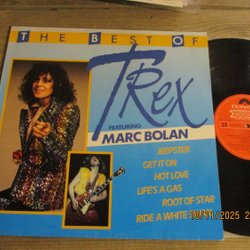 THE BEST OF
T.Rex
FEATURING
MARC BOLAN
JEEPSTER
GET IT ON
HOT LOVE
LIFE'S A GAS
ROOT OF STAR
RIDE A WHITE